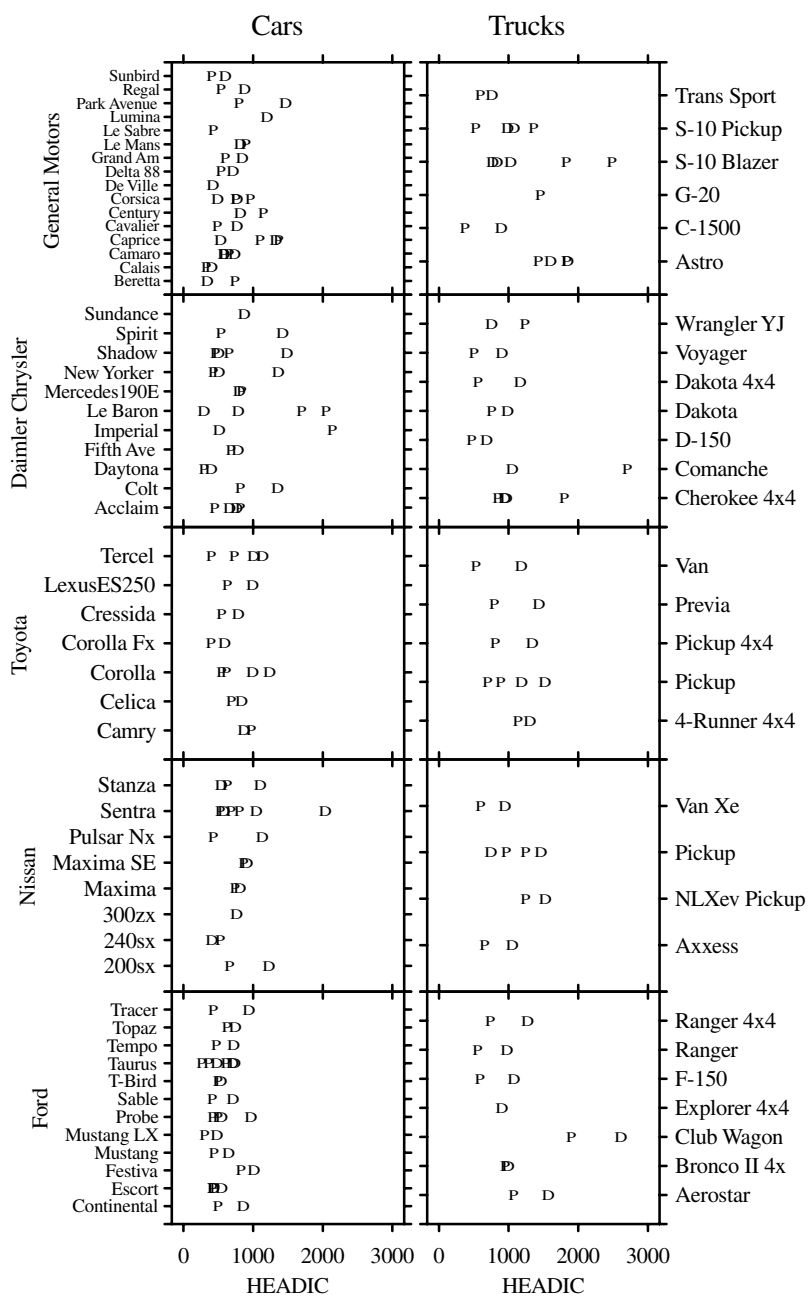 Cars Trucks
General Motors
Sunbird P D
Regal P D
Park Avenue P D
Lumina D
Le Sabre P
Le Mans D P
Grand Am P D
Delta 88 P D
De Ville D
Corsica D P D P
Century D P
Cavalier P D
Caprice D P D P
Camaro
Calais P D
Beretta D P
Trans Sport P D
S-10 Pickup P D D P
S-10 Blazer D P D D P P
G-20 P
C-1500 P D
Astro P D P D
Daimler Chrysler
Sundance D
Spirit P D
Shadow P D
New Yorker P D D
Mercedes190E D P
Le Baron D D P P
Imperial D P
Fifth Ave P D
Daytona P D
Colt P D
Acclaim P D
Wrangler YJ D P
Voyager P D
Dakota 4x4 P D
Dakota P D
D-150 P D
Comanche D P
Cherokee 4x4 P D P
Toyota
Tercel P P D D
LexusES250 P D
Cressida P D
Corolla Fx P D
Corolla P P D D
Celica P D
Camry D P
Van P D
Previa P D
Pickup 4x4 P D
Pickup P P D D
4-Runner 4x4 P D
Nissan
Stanza D P D
Sentra P D P P D D
Pulsar Nx P D
Maxima SE P D
Maxima P D
300zx D
240sx D P
200sx P D
Van Xe P D
Pickup D P P D
NLXev Pickup P D
Axxess P D
Ford
Tracer P D
Topaz P D
Tempo P D
Taurus P P D P D
T-Bird P D
Sable P D
Probe P D D
Mustang LX P D
Mustang P D
Festiva P D
Escort P D
Continental P D
Ranger 4x4 P D
Ranger P D
F-150 P D
Explorer 4x4 D
Club Wagon P D
Bronco II 4x P D
Aerostar P D
0 1000 2000 3000 0 1000 2000 3000
HEADIC HEADIC